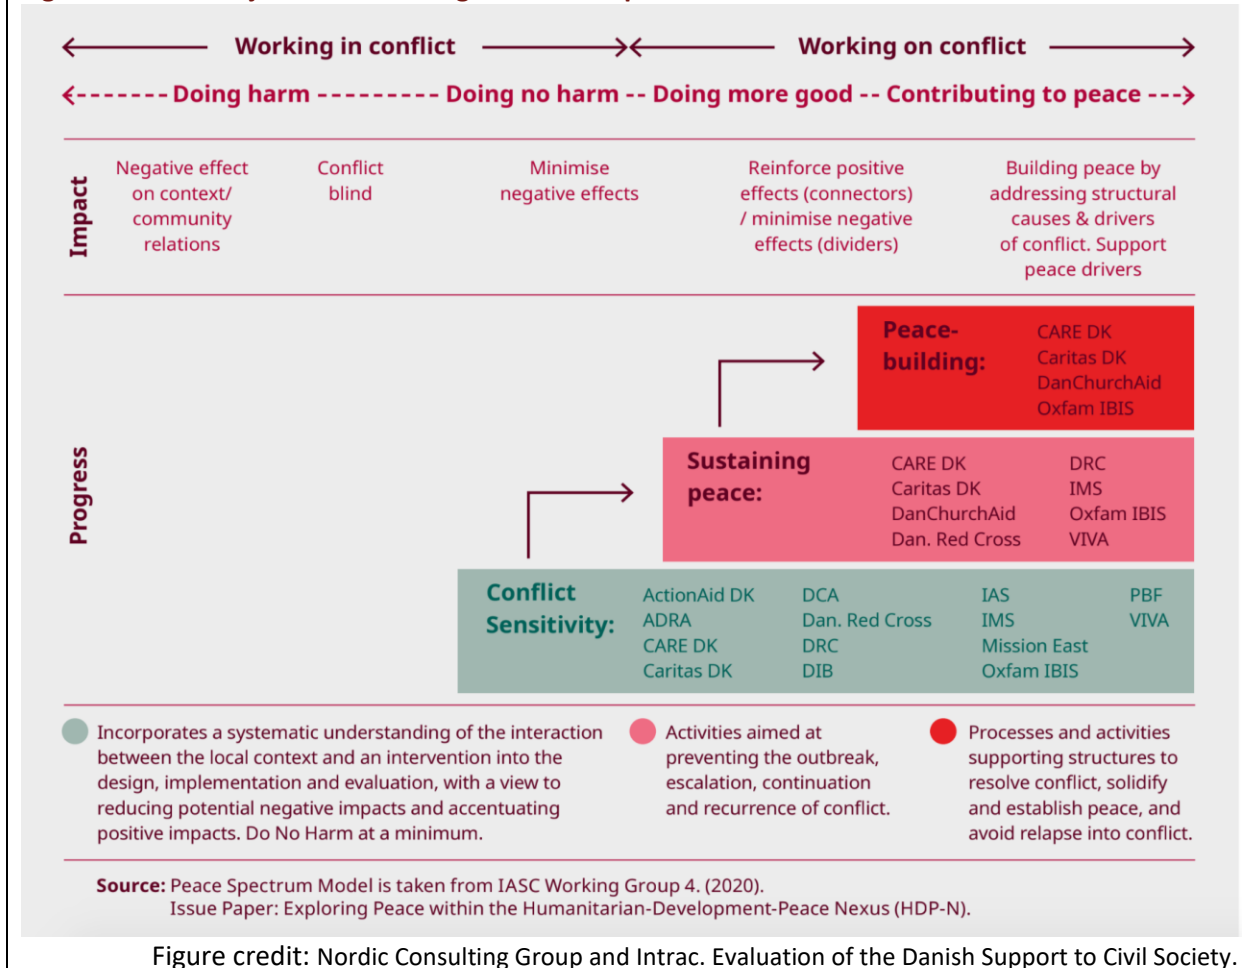 Working in conflict
Working on conflict
Doing harm
Doing no harm
Doing more good
Contributing to peace
Impact
Negative effect
on context/
community
relations
Conflict
blind
Minimise
negative effects
Reinforce positive
effects (connectors)
/ minimise negative
effects (dividers)
Building peace by
addressing structural
causes & drivers
of conflict. Support
peace drivers
Progress
Peace-
building:
CARE DK
Caritas DK
DanChurchAid
Oxfam IBIS
Sustaining
peace:
CARE DK
Caritas DK
DanChurchAid
Dan. Red Cross
DRC
IMS
Oxfam IBIS
VIVA
Conflict
Sensitivity:
ActionAid DK
ADRA
CARE DK
Caritas DK
DCA
Dan. Red Cross
DRC
DIB
IAS
IMS
Mission East
Oxfam IBIS
PBF
VIVA
Incorporates a systematic understanding of the interaction
between the local context and an intervention into the
design, implementation and evaluation, with a view to
reducing potential negative impacts and accentuating
positive impacts. Do No Harm at a minimum.
Activities aimed at
preventing the outbreak,
escalation, continuation
and recurrence of conflict.
Processes and activities
supporting structures to
resolve conflict, solidify
and establish peace, and
avoid relapse into conflict.
Source: Peace Spectrum Model is taken from IASC Working Group 4. (2020).
Issue Paper: Exploring Peace within the Humanitarian-Development-Peace Nexus (HDP-N).
Figure credit: Nordic Consulting Group and Intrac. Evaluation of the Danish Support to Civil Society.